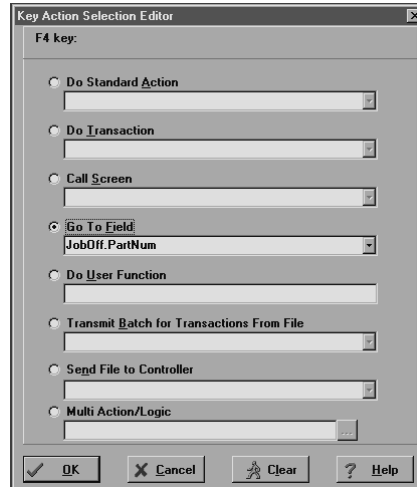 Key Action Selection Editor
F4 key:
Do Standard Action
Do Transaction
Call Screen
Go To Field
JobOff.PartNum
Do User Function
Transmit Batch for Transactions From File
Send File to Controller
Multi Action/Logic
...
OK Cancel Clear ? Help